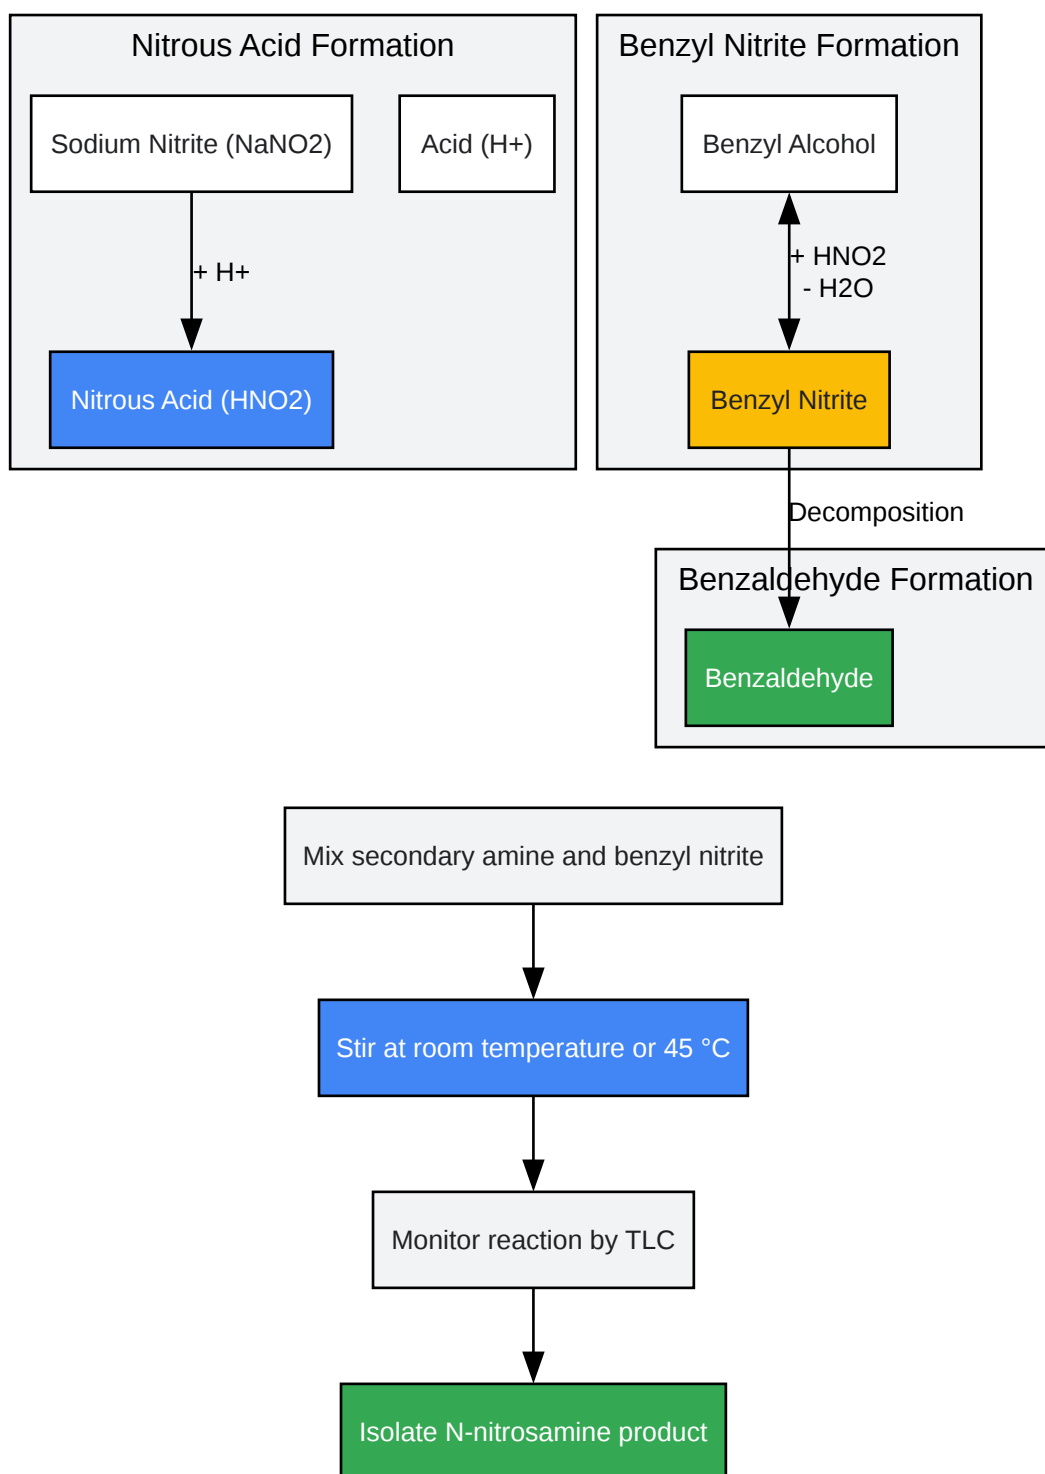 Nitrous Acid Formation
Sodium Nitrite (NaNO2)
Acid (H+)
+ H+
Nitrous Acid (HNO2)
Benzyl Nitrite Formation
Benzyl Alcohol
+ HNO2
- H2O
Benzyl Nitrite
Decomposition
Benzaldehyde Formation
Benzaldehyde
Mix secondary amine and benzyl nitrite
Stir at room temperature or 45 °C
Monitor reaction by TLC
Isolate N-nitrosamine product